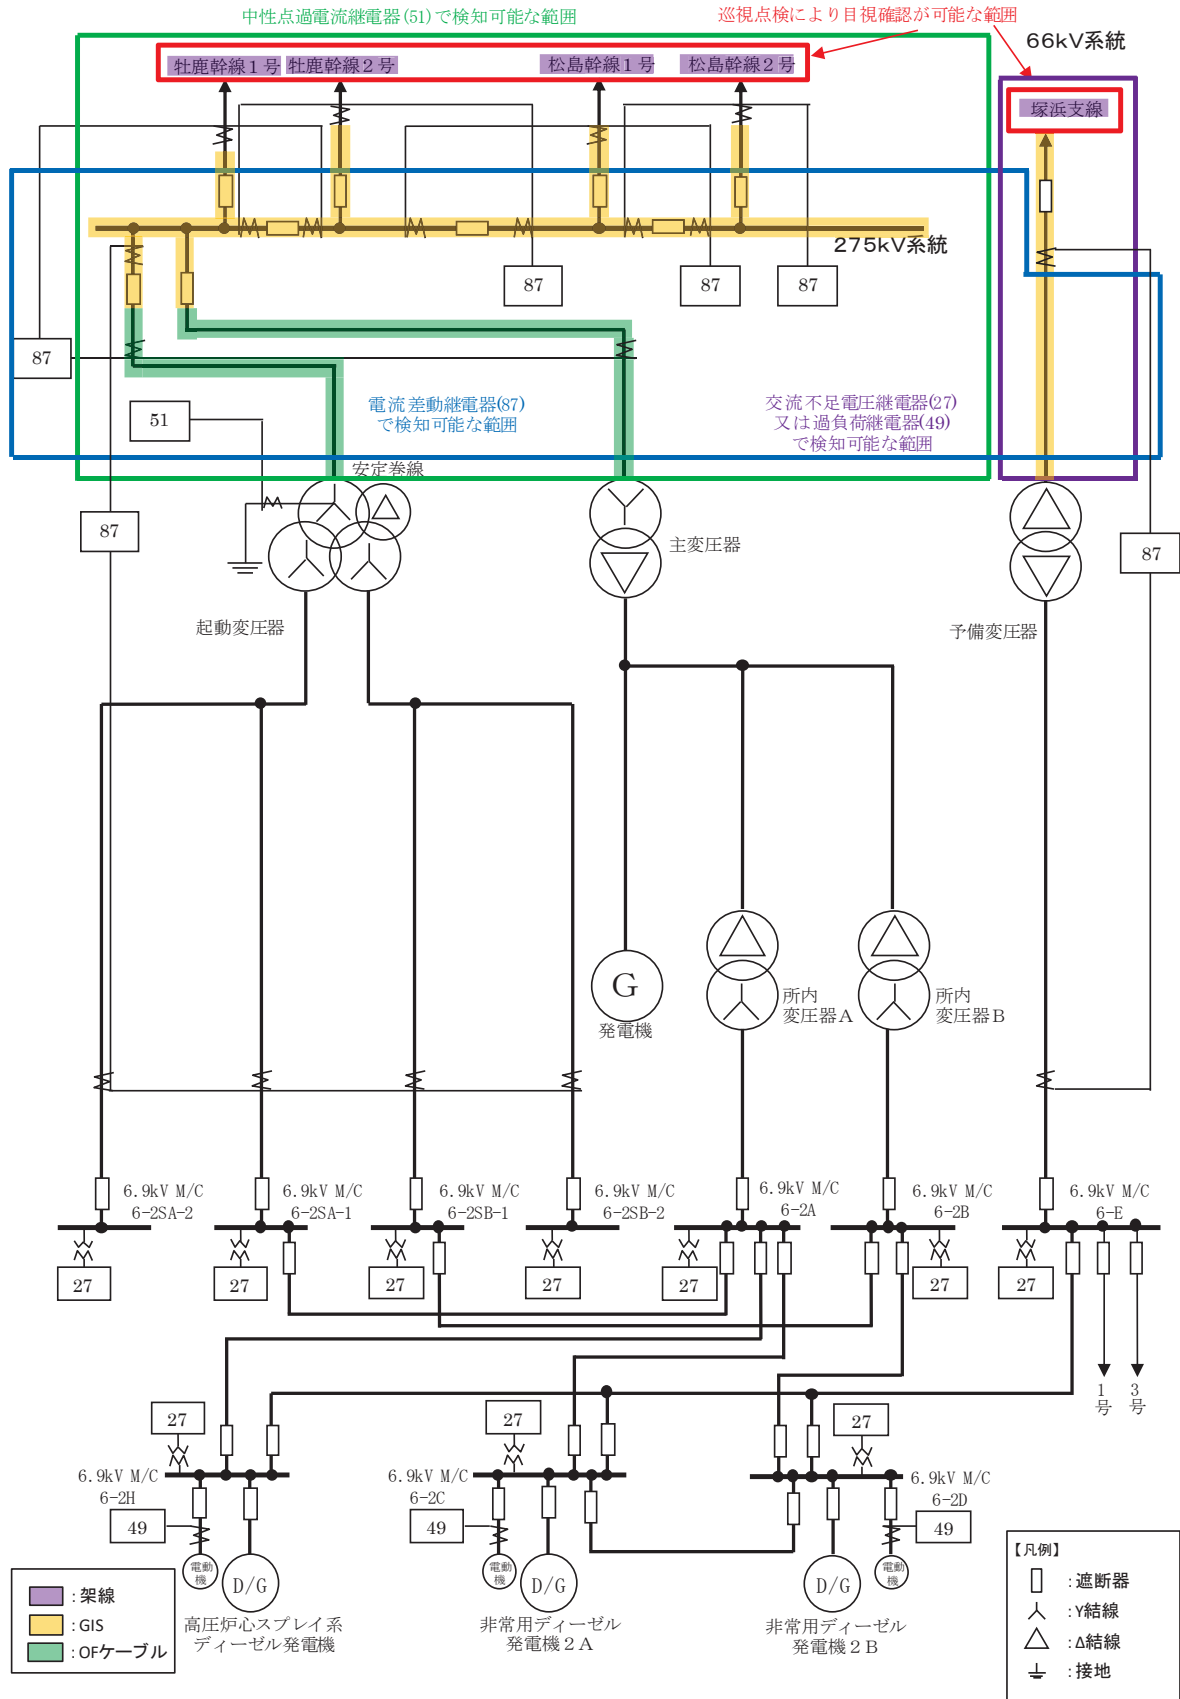 中性点過電流継電器(51)で検知可能な範囲
巡視点検により目視確認が可能な範囲
66kV系統
牡鹿幹線1号
牡鹿幹線2号
松島幹線1号
松島幹線2号
塚浜支線
275kV系統
87
87
87
87
51
電流差動継電器(87)
で検知可能な範囲
交流不足電圧継電器(27)
又は過負荷継電器(49)
で検知可能な範囲
安定巻線
87
主変圧器
87
起動変圧器
予備変圧器
G
発電機
所内
変圧器A
所内
変圧器B
6.9kV M/C
6-2SA-2
6.9kV M/C
6-2SA-1
6.9kV M/C
6-2SB-1
6.9kV M/C
6-2SB-2
6.9kV M/C
6-2A
6.9kV M/C
6-2B
6.9kV M/C
6-E
27
27
27
27
27
27
27
1号
3号
27
27
27
6.9kV M/C
6-2H
6.9kV M/C
6-2C
6.9kV M/C
6-2D
49
49
49
電動機
D/G
電動機
D/G
D/G
電動機
高圧炉心スプレイ系
ディーゼル発電機
非常用ディーゼル
発電機2A
非常用ディーゼル
発電機2B
:架線
:GIS
:OFケーブル
【凡例】
:遮断器
:Y結線
:Δ結線
:接地